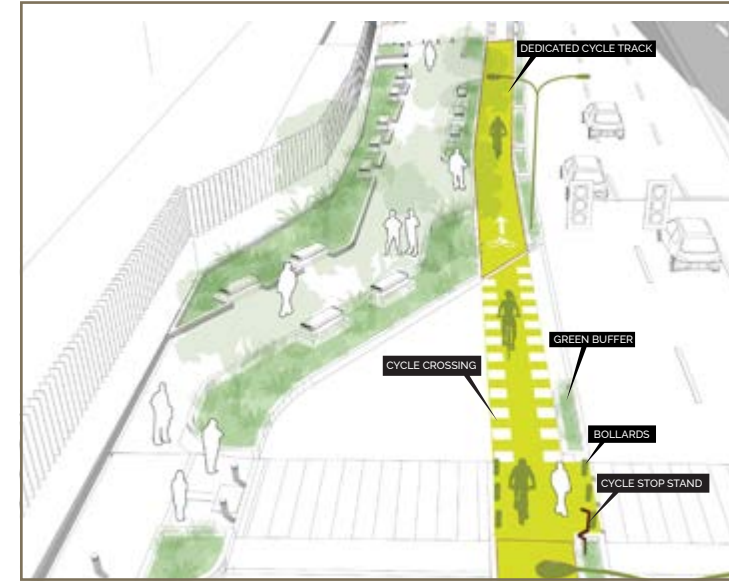 DEDICATED CYCLE TRACK
GREEN BUFFER
CYCLE CROSSING
BOLLARDS
CYCLE STOP STAND